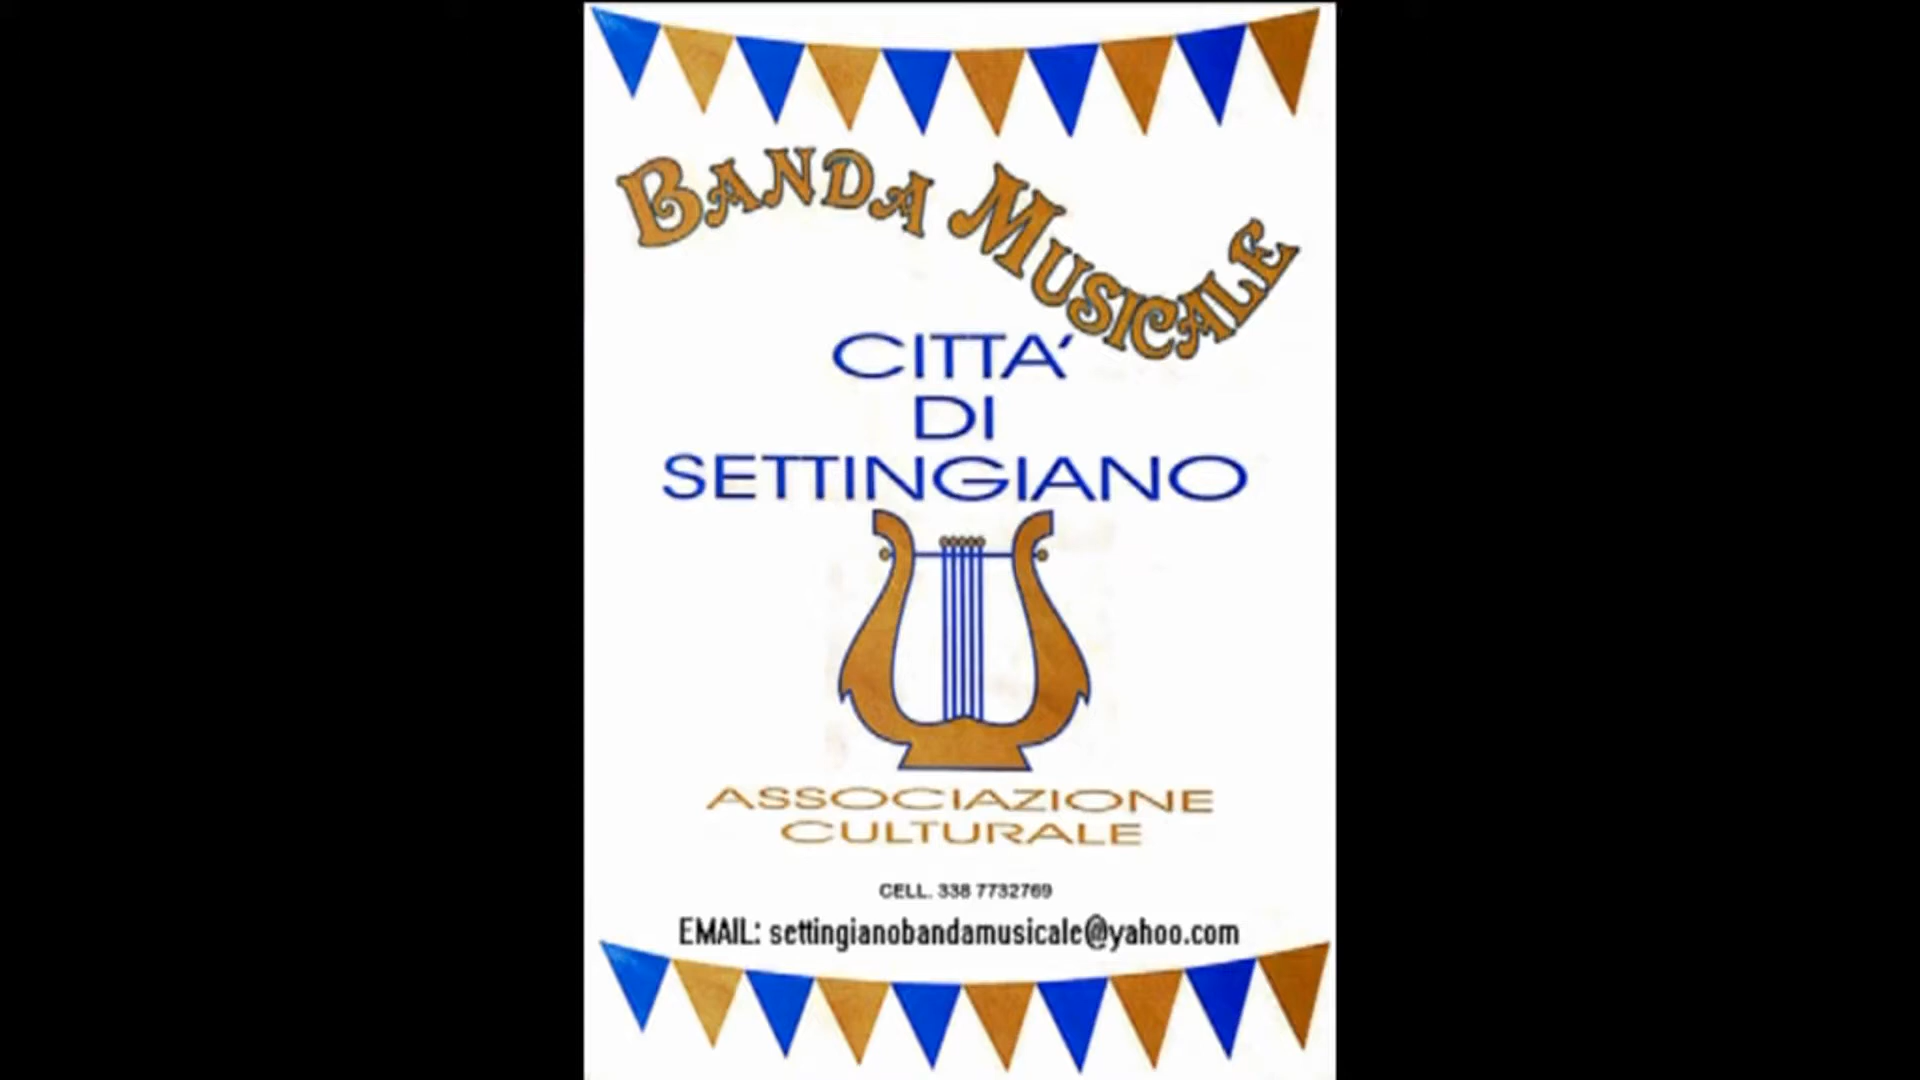 BANDA MUSICALE
CITTA'
DI
SETTINGIANO
ASSOCIAZIONE
CULTURALE
CELL. 338 7732769
EMAIL: settingianobandamusicale@yahoo.com